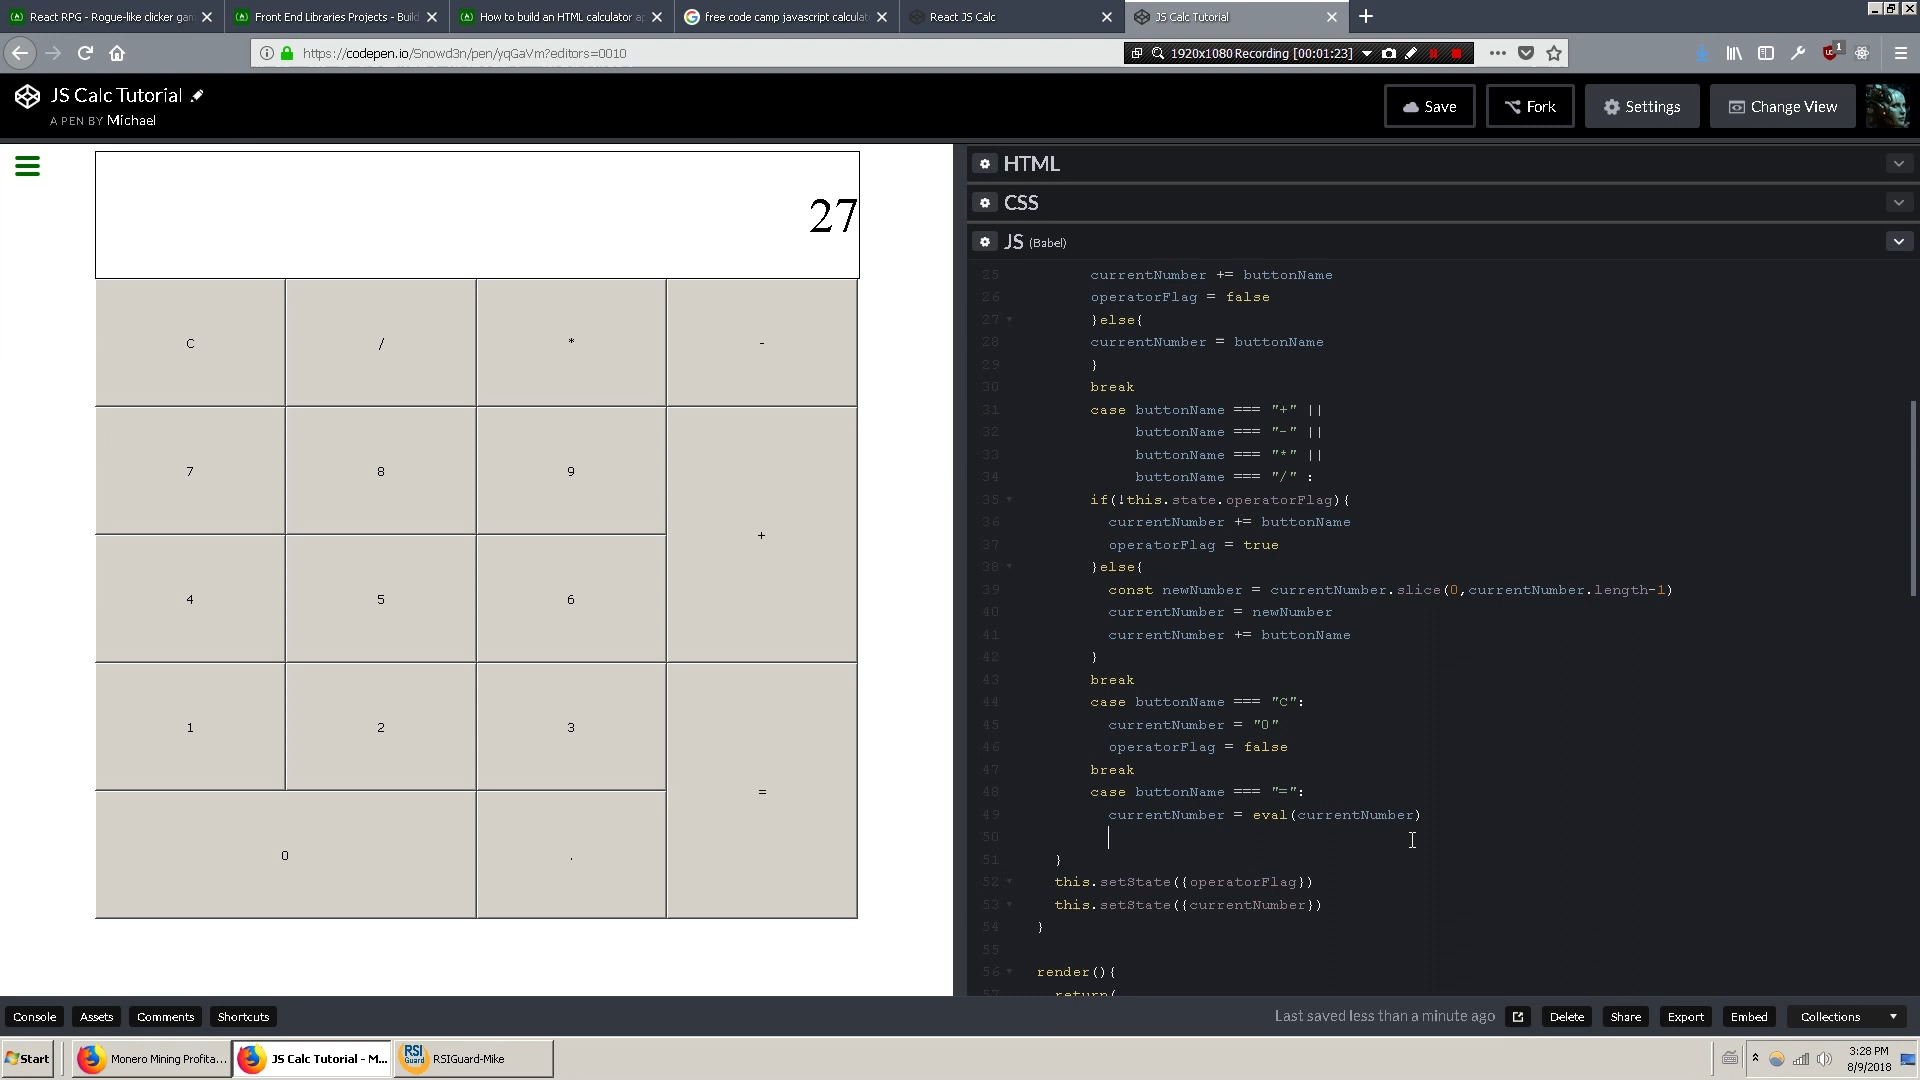 React RPG - Rogue-like clicker gam
Front End Libraries Projects - Build
How to build an HTML calculator a
free code camp javascript calculat
React JS Calc
JS Calc Tutorial
https://codepen.io/Snowd3n/pen/yqGaVm?editors=0010
1920x1080 Recording [00:01:23]
1
JS Calc Tutorial
A PEN BY Michael
Save
Fork
Settings
Change View
27
C
/
*
-
7
8
9
+
4
5
6
1
2
3
=
0
.
HTML
CSS
JS (Babel)
25 currentNumber += buttonName
26 operatorFlag = false
27 }else{
28 currentNumber = buttonName
29 }
30 break
31 case buttonName === "+" ||
32 buttonName === "-" ||
33 buttonName === "*" ||
34 buttonName === "/" :
35 if(!this.state.operatorFlag){
36 currentNumber += buttonName
37 operatorFlag = true
38 }else{
39 const newNumber = currentNumber.slice(0,currentNumber.length-1)
40 currentNumber = newNumber
41 currentNumber += buttonName
42 }
43 break
44 case buttonName === "C":
45 currentNumber = "0"
46 operatorFlag = false
47 break
48 case buttonName === "=":
49 currentNumber = eval(currentNumber)
50
51 }
52 this.setState({operatorFlag})
53 this.setState({currentNumber})
54 }
55
56 render(){
57 return(
Console
Assets
Comments
Shortcuts
Last saved less than a minute ago
Delete
Share
Export
Embed
Collections
Start
Monero Mining Profita...
JS Calc Tutorial - M...
RSI Guard
RSIGuard-Mike
3:28 PM
8/9/2018